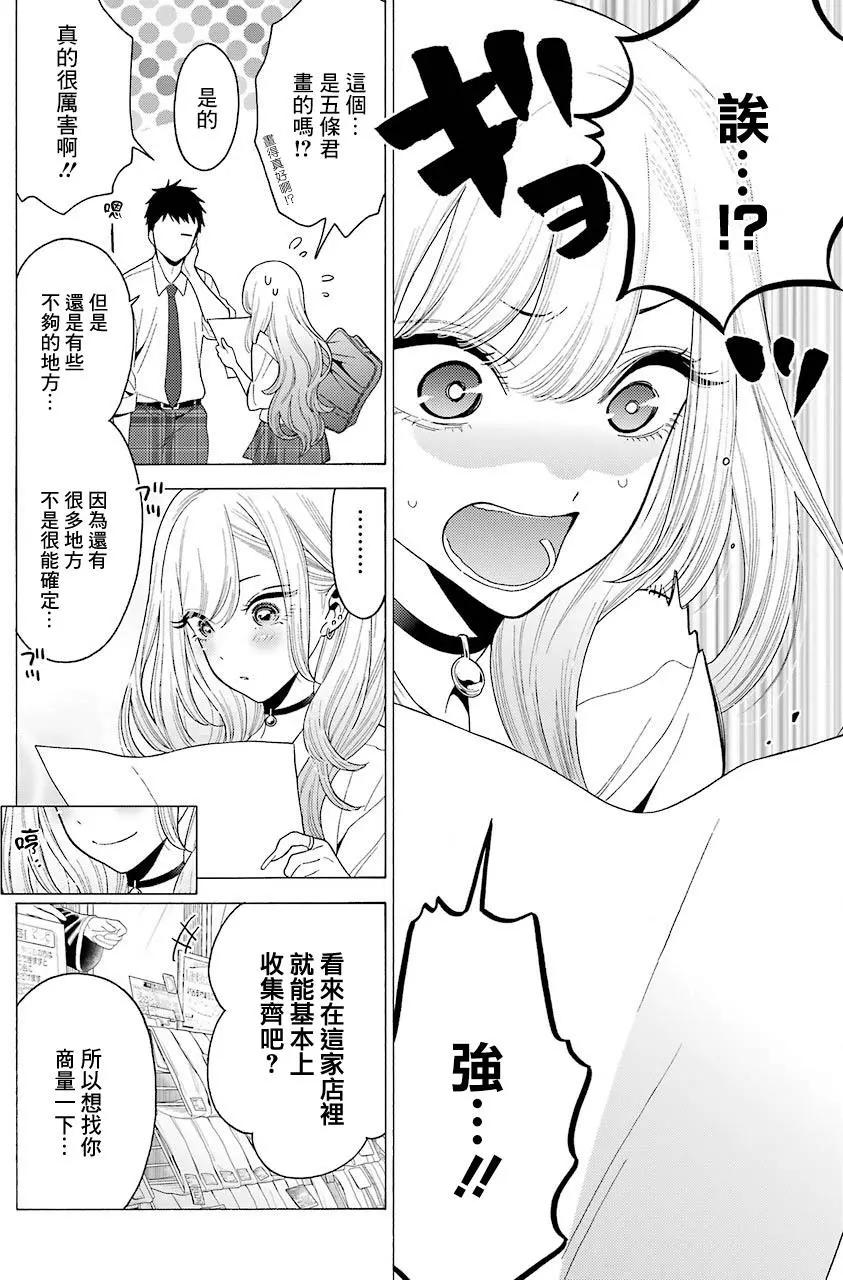 誒…⁉
ギョッ
強…‼
這個…
是五條君
畫的嗎⁉
畫得真好啊⁉
是的
真的很厲害啊‼
嗯
但是
還是有些
不夠的地方…
因為還有
很多地方
不是很能確定…
………
哼
看來在這家店裡
就能基本上
收集齊吧？
所以想找你
商量一下…